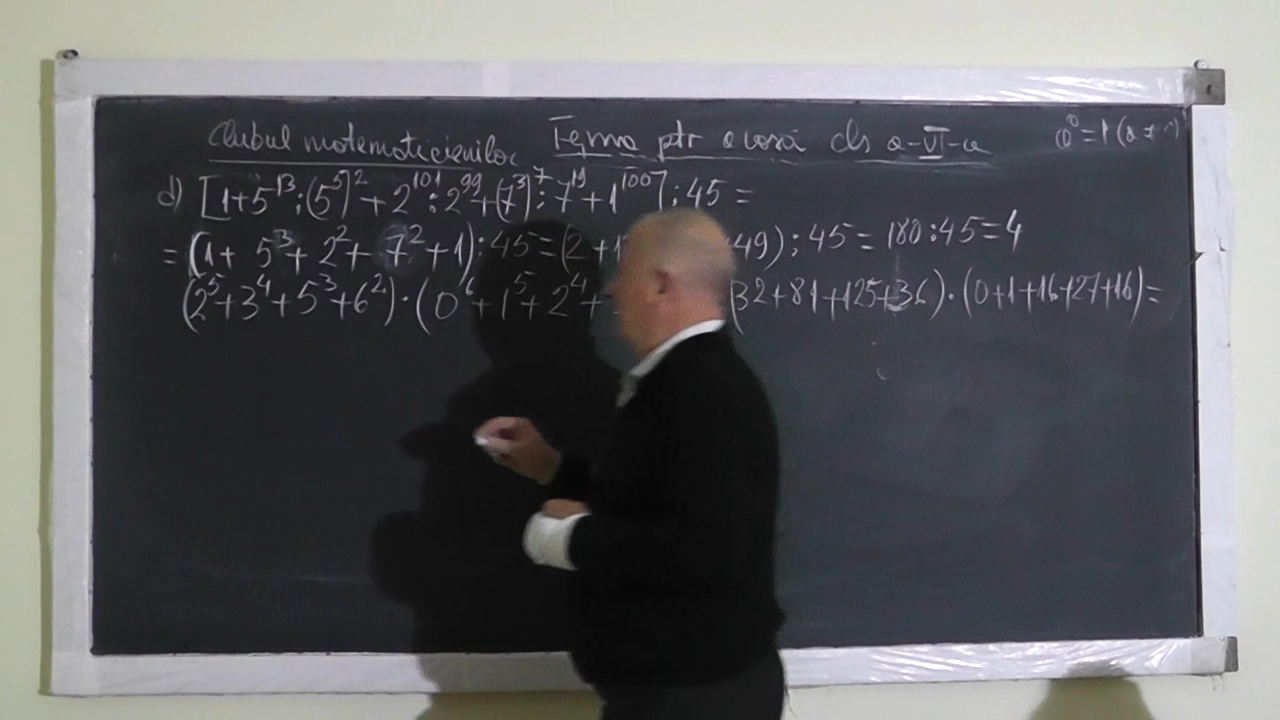 Clubul matematicienilor Tema ptr acasă cls a-VI-a a⁰=1 (a≠
d) [1+5¹³:(5⁵)²+2¹⁰¹:2⁹⁹+(7³)⁷:7¹⁹+1¹⁰⁰]:45=
=(1+5³+2²+7²+1):45=(2+1 49):45=180:45=4
(2⁵+3⁴+5³+6²)·(0⁶+1⁵+2⁴+ (32+81+125+36)·(0+1+16+27+16)=